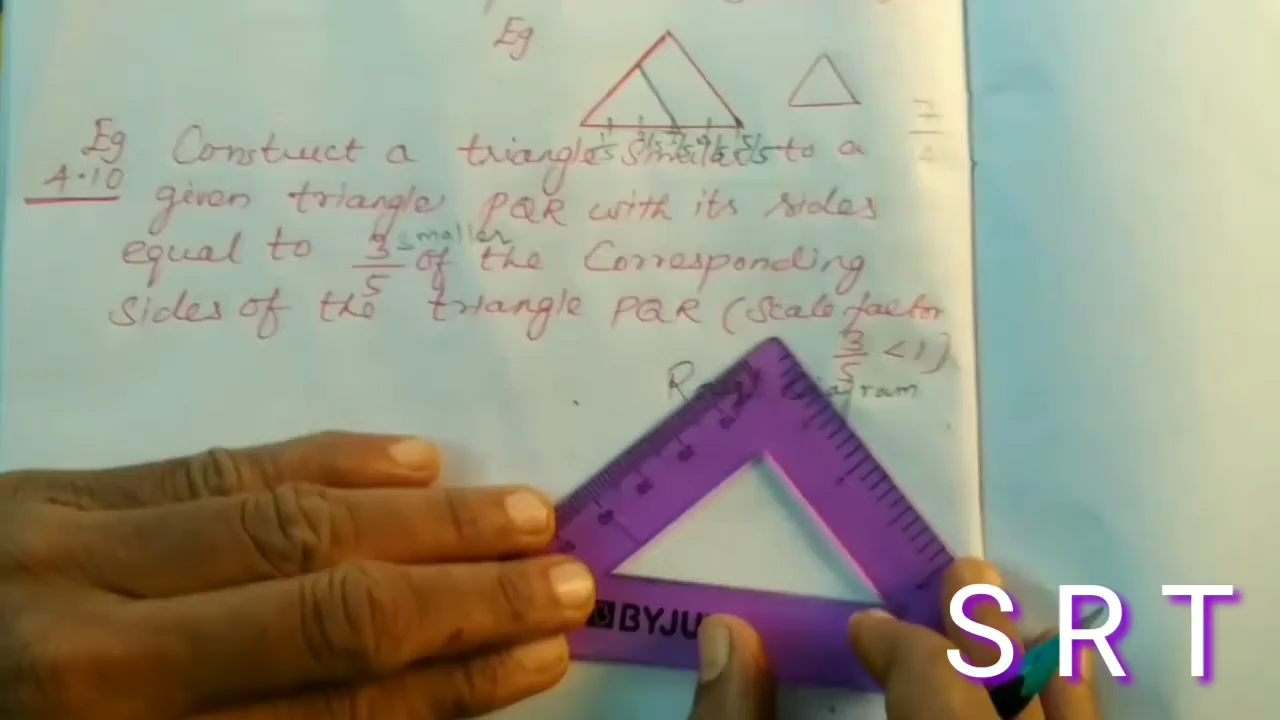 Eg
Eg Construct a triangle similar to a
4.10 given triangle PQR with its sides
smaller
equal to 3/5 of the Corresponding
sides of the triangle PQR (Scale factor
3/5 < 1)
Diagram
BYJU
S R T